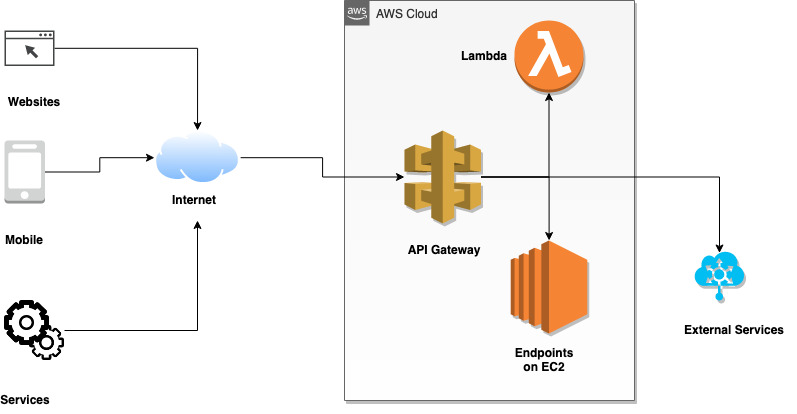 aws
AWS Cloud
Lambda
Websites
Internet
Mobile
API Gateway
External Services
Endpoints
on EC2
Services